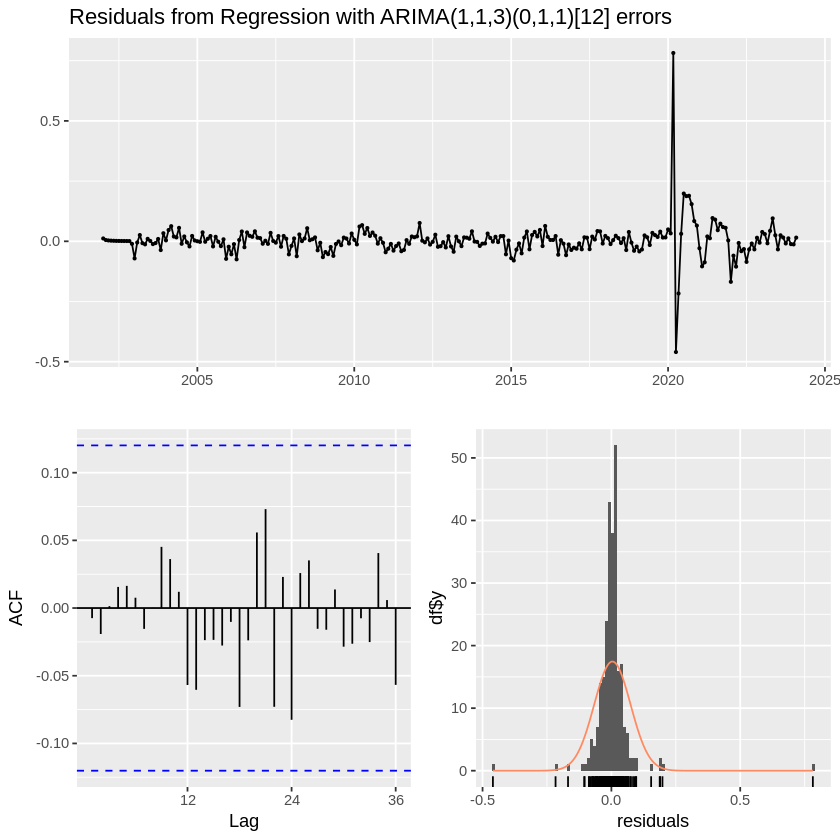 Residuals from Regression with ARIMA(1,1,3)(0,1,1)[12] errors
0.5
0.0
-0.5
2005 2010 2015 2020 2025
0.10
0.05
0.00
-0.05
-0.10
ACF
12 24 36
Lag
50
40
30
20
10
0
df$y
-0.5 0.0 0.5
residuals